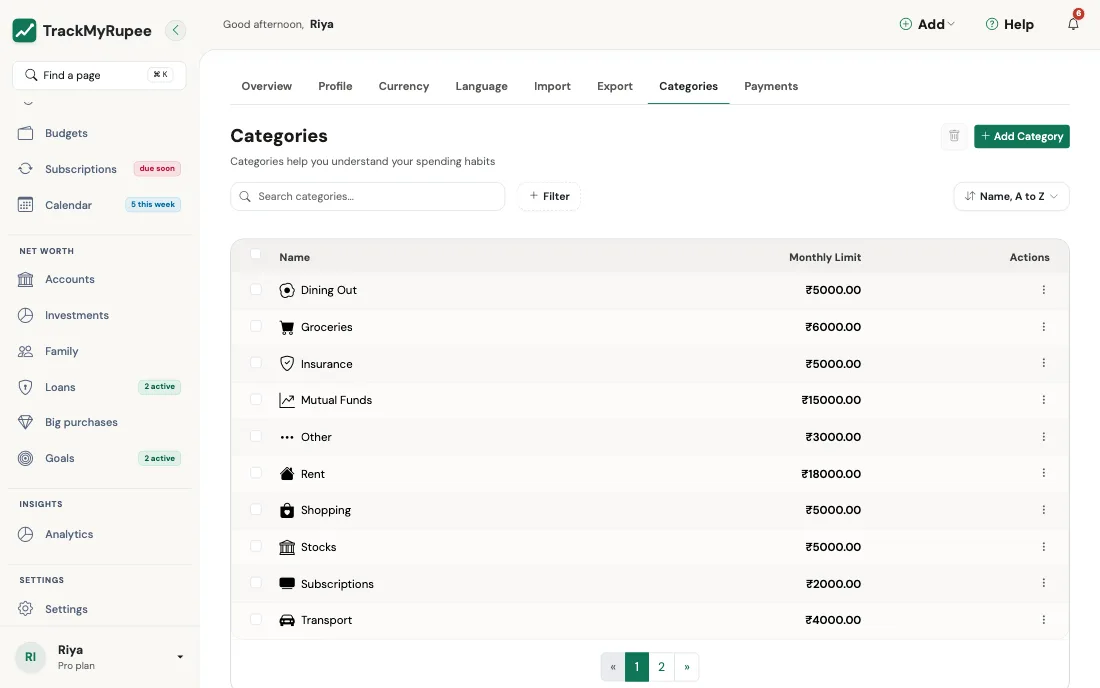 TrackMyRupee
Find a page
⌘ K
Budgets
Subscriptions due soon
Calendar 5 this week
NET WORTH
Accounts
Investments
Family
Loans 2 active
Big purchases
Goals 2 active
INSIGHTS
Analytics
SETTINGS
Settings
RI
Riya
Pro plan
Good afternoon, Riya
Add
Help
6
Overview Profile Currency Language Import Export Categories Payments
Categories
+ Add Category
Categories help you understand your spending habits
Search categories...
+ Filter
Name, A to Z
Name Monthly Limit Actions
Dining Out ₹5000.00
Groceries ₹6000.00
Insurance ₹5000.00
Mutual Funds ₹15000.00
Other ₹3000.00
Rent ₹18000.00
Shopping ₹5000.00
Stocks ₹5000.00
Subscriptions ₹2000.00
Transport ₹4000.00
« 1 2 »